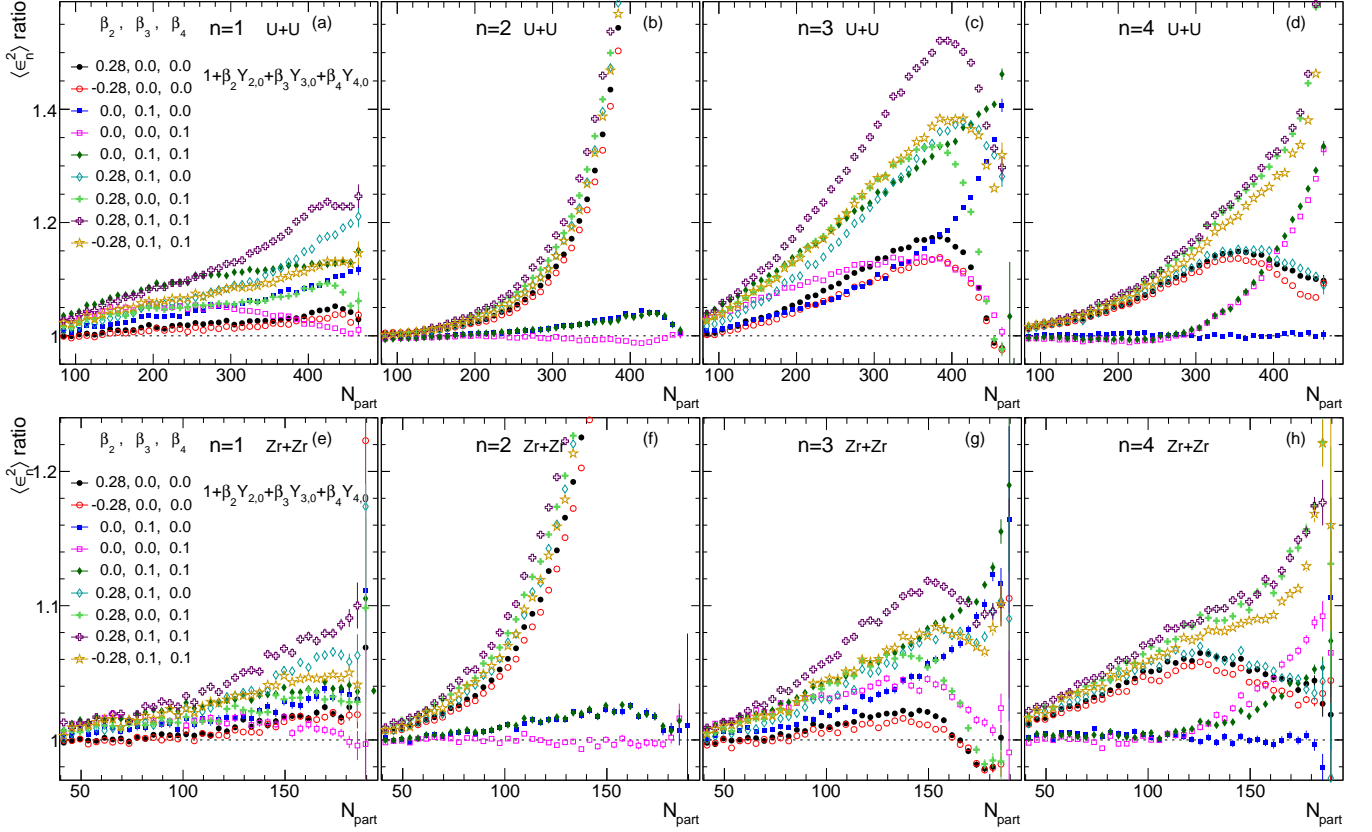 ⟨ϵ²ₙ⟩ ratio
β₂ , β₃ , β₄ n=1 U+U (a)
0.28, 0.0, 0.0
1+β₂Y₂,₀+β₃Y₃,₀+β₄Y₄,₀
-0.28, 0.0, 0.0
0.0, 0.1, 0.0
0.0, 0.0, 0.1
0.0, 0.1, 0.1
0.28, 0.1, 0.0
0.28, 0.0, 0.1
0.28, 0.1, 0.1
-0.28, 0.1, 0.1
1.4
1.2
1
100 200 300 400
N_part
n=2 U+U (b)
100 200 300 400
N_part
n=3 U+U (c)
100 200 300 400
N_part
n=4 U+U (d)
100 200 300 400
N_part
⟨ϵ²ₙ⟩ ratio
β₂ , β₃ , β₄ n=1 Zr+Zr (e)
0.28, 0.0, 0.0
1+β₂Y₂,₀+β₃Y₃,₀+β₄Y₄,₀
-0.28, 0.0, 0.0
0.0, 0.1, 0.0
0.0, 0.0, 0.1
0.0, 0.1, 0.1
0.28, 0.1, 0.0
0.28, 0.0, 0.1
0.28, 0.1, 0.1
-0.28, 0.1, 0.1
1.2
1.1
1
50 100 150
N_part
n=2 Zr+Zr (f)
50 100 150
N_part
n=3 Zr+Zr (g)
50 100 150
N_part
n=4 Zr+Zr (h)
50 100 150
N_part